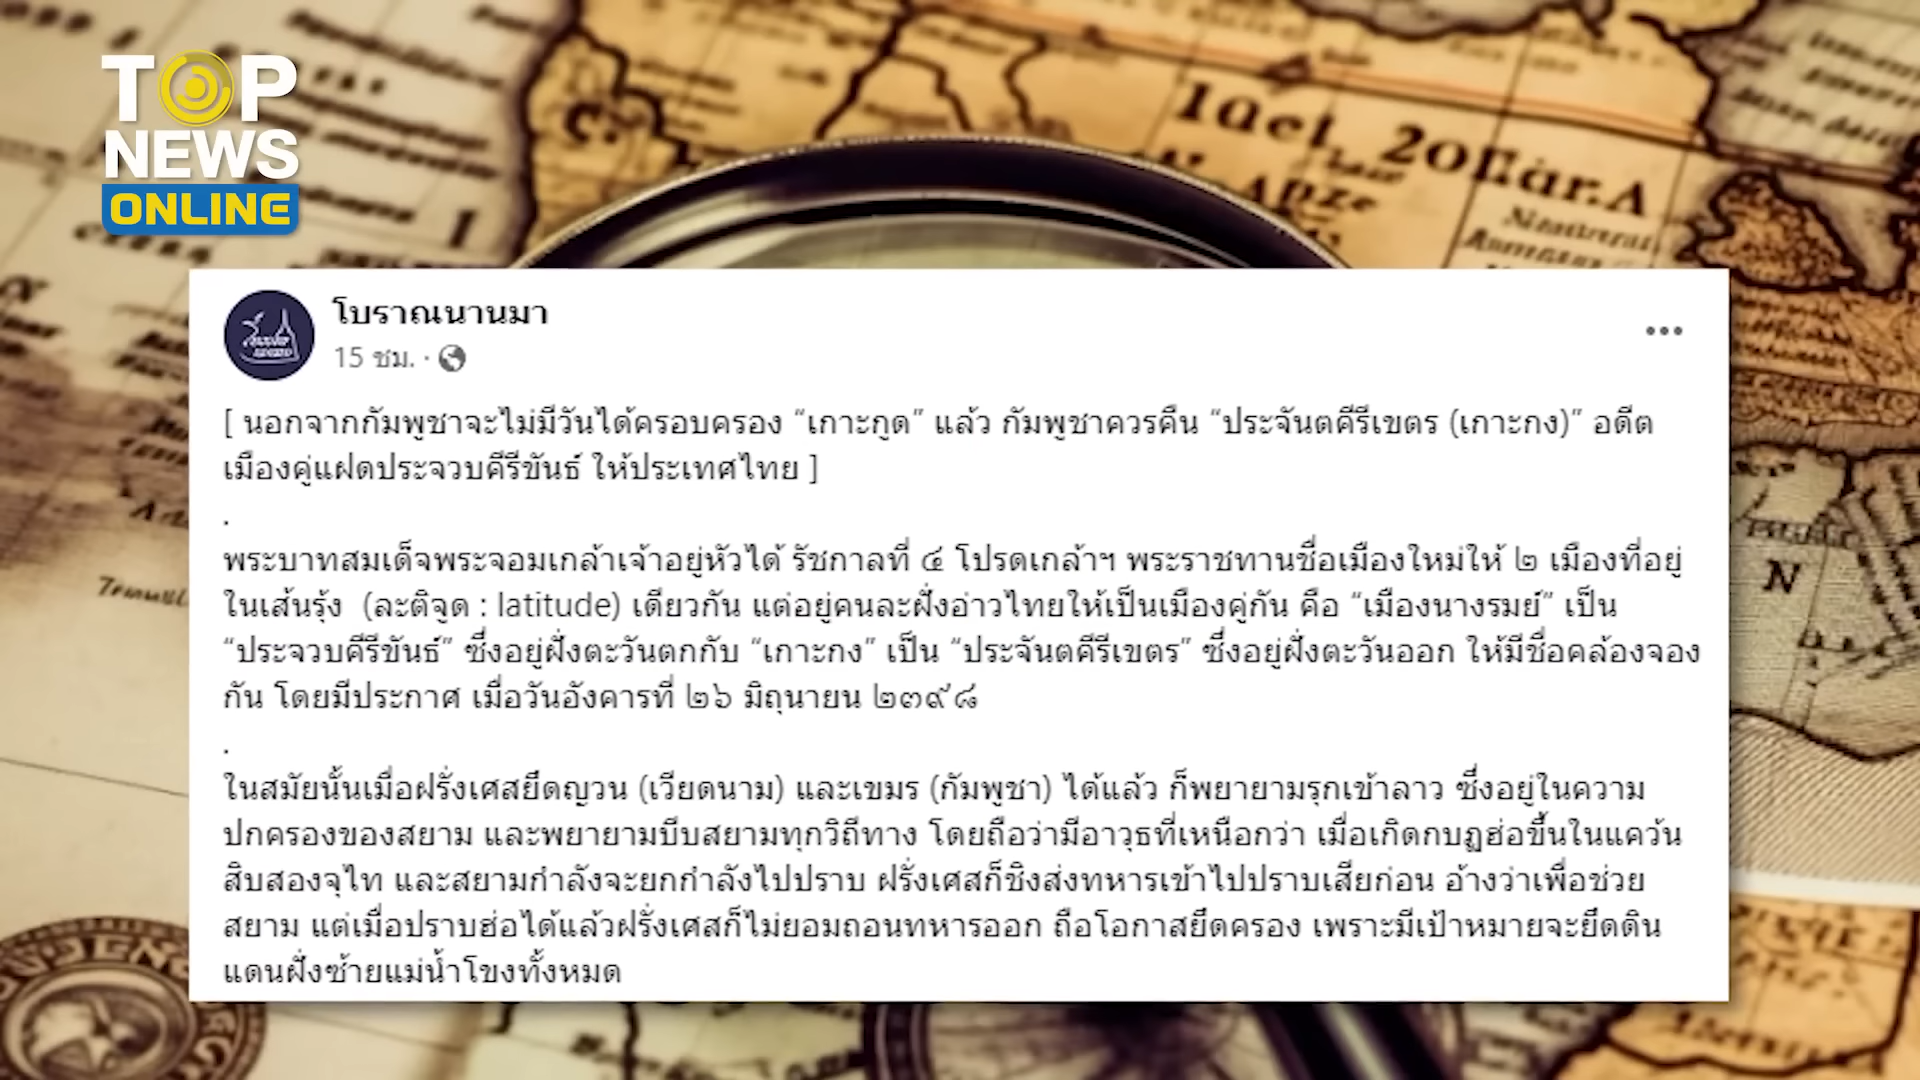 TOP
NEWS
ONLINE
โบราณนานมา
15 ชม. ·
[ นอกจากกัมพูชาจะไม่มีวันได้ครอบครอง “เกาะกูด” แล้ว กัมพูชาควรคืน “ประจันตคีรีเขตร (เกาะกง)” อดีต
เมืองคู่แฝดประจวบคีรีขันธ์ ให้ประเทศไทย ]
.
พระบาทสมเด็จพระจอมเกล้าเจ้าอยู่หัวได้ รัชกาลที่ ๔ โปรดเกล้าฯ พระราชทานชื่อเมืองใหม่ให้ ๒ เมืองที่อยู่
ในเส้นรุ้ง (ละติจูด : latitude) เดียวกัน แต่อยู่คนละฝั่งอ่าวไทยให้เป็นเมืองคู่กัน คือ “เมืองนางรมย์” เป็น
“ประจวบคีรีขันธ์” ซึ่งอยู่ฝั่งตะวันตกกับ “เกาะกง” เป็น “ประจันตคีรีเขตร” ซึ่งอยู่ฝั่งตะวันออก ให้มีชื่อคล้องจอง
กัน โดยมีประกาศ เมื่อวันอังคารที่ ๒๖ มิถุนายน ๒๓๙๘
.
ในสมัยนั้นเมื่อฝรั่งเศสยึดญวน (เวียดนาม) และเขมร (กัมพูชา) ได้แล้ว ก็พยายามรุกเข้าลาว ซึ่งอยู่ในความ
ปกครองของสยาม และพยายามบีบสยามทุกวิถีทาง โดยถือว่ามีอาวุธที่เหนือกว่า เมื่อเกิดกบฏฮ่อขึ้นในแคว้น
สิบสองจุไท และสยามกำลังจะยกกำลังไปปราบ ฝรั่งเศสก็ชิงส่งทหารเข้าไปปราบเสียก่อน อ้างว่าเพื่อช่วย
สยาม แต่เมื่อปราบฮ่อได้แล้วฝรั่งเศสก็ไม่ยอมถอนทหารออก ถือโอกาสยึดครอง เพราะมีเป้าหมายจะยึดดิน
แดนฝั่งซ้ายแม่น้ำโขงทั้งหมด